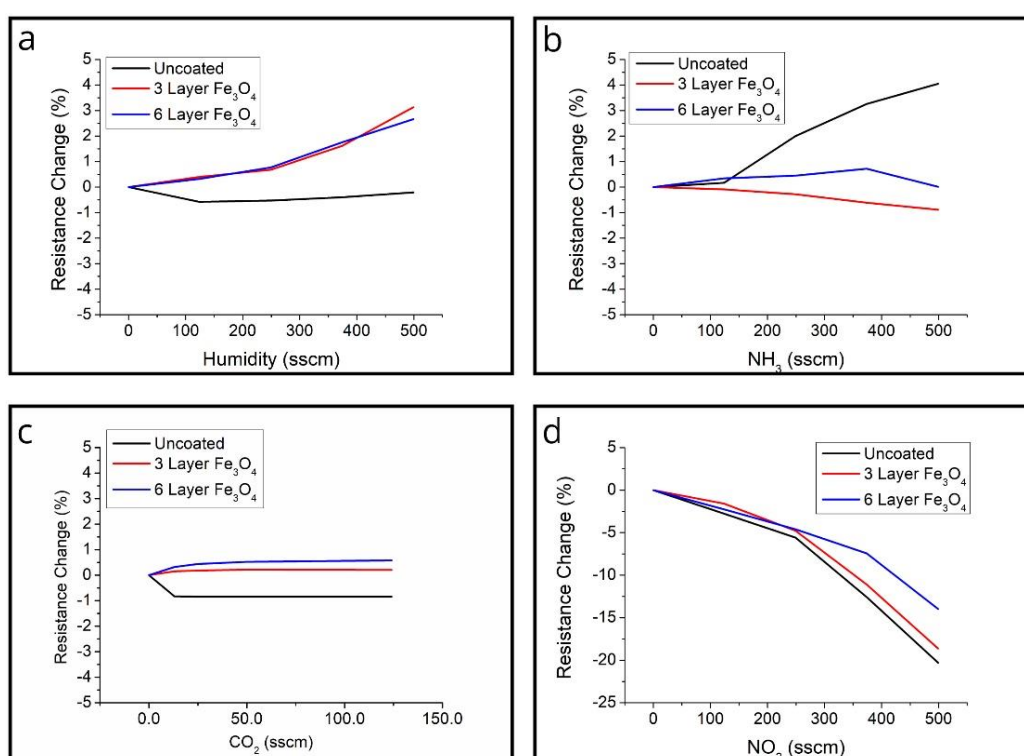 a
Uncoated
3 Layer Fe₃O₄
6 Layer Fe₃O₄
Resistance Change (%)
5
4
3
2
1
0
-1
-2
-3
-4
-5
0 100 200 300 400 500
Humidity (sscm)
b
Uncoated
3 Layer Fe₃O₄
6 Layer Fe₃O₄
Resistance Change (%)
5
4
3
2
1
0
-1
-2
-3
-4
-5
0 100 200 300 400 500
NH₃ (sscm)
c
Uncoated
3 Layer Fe₃O₄
6 Layer Fe₃O₄
Resistance Change (%)
5
4
3
2
1
0
-1
-2
-3
-4
-5
0.0 50.0 100.0 150.0
CO₂ (sscm)
d
Uncoated
3 Layer Fe₃O₄
6 Layer Fe₃O₄
Resistance Change (%)
5
0
-5
-10
-15
-20
-25
0 100 200 300 400 500
NO₂ (sscm)